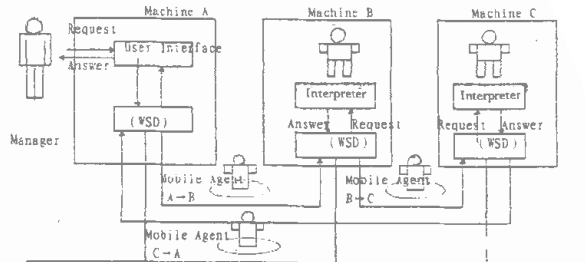 Machine A
Machine B
Machine C
Request
User Interface
Answer
Interpreter
Interpreter
(WSD)
Answer
Request
Request
Answer
(WSD)
(WSD)
Manager
Mobile Agent
A→B
Mobile Agent
B→C
Mobile Agent
C→A